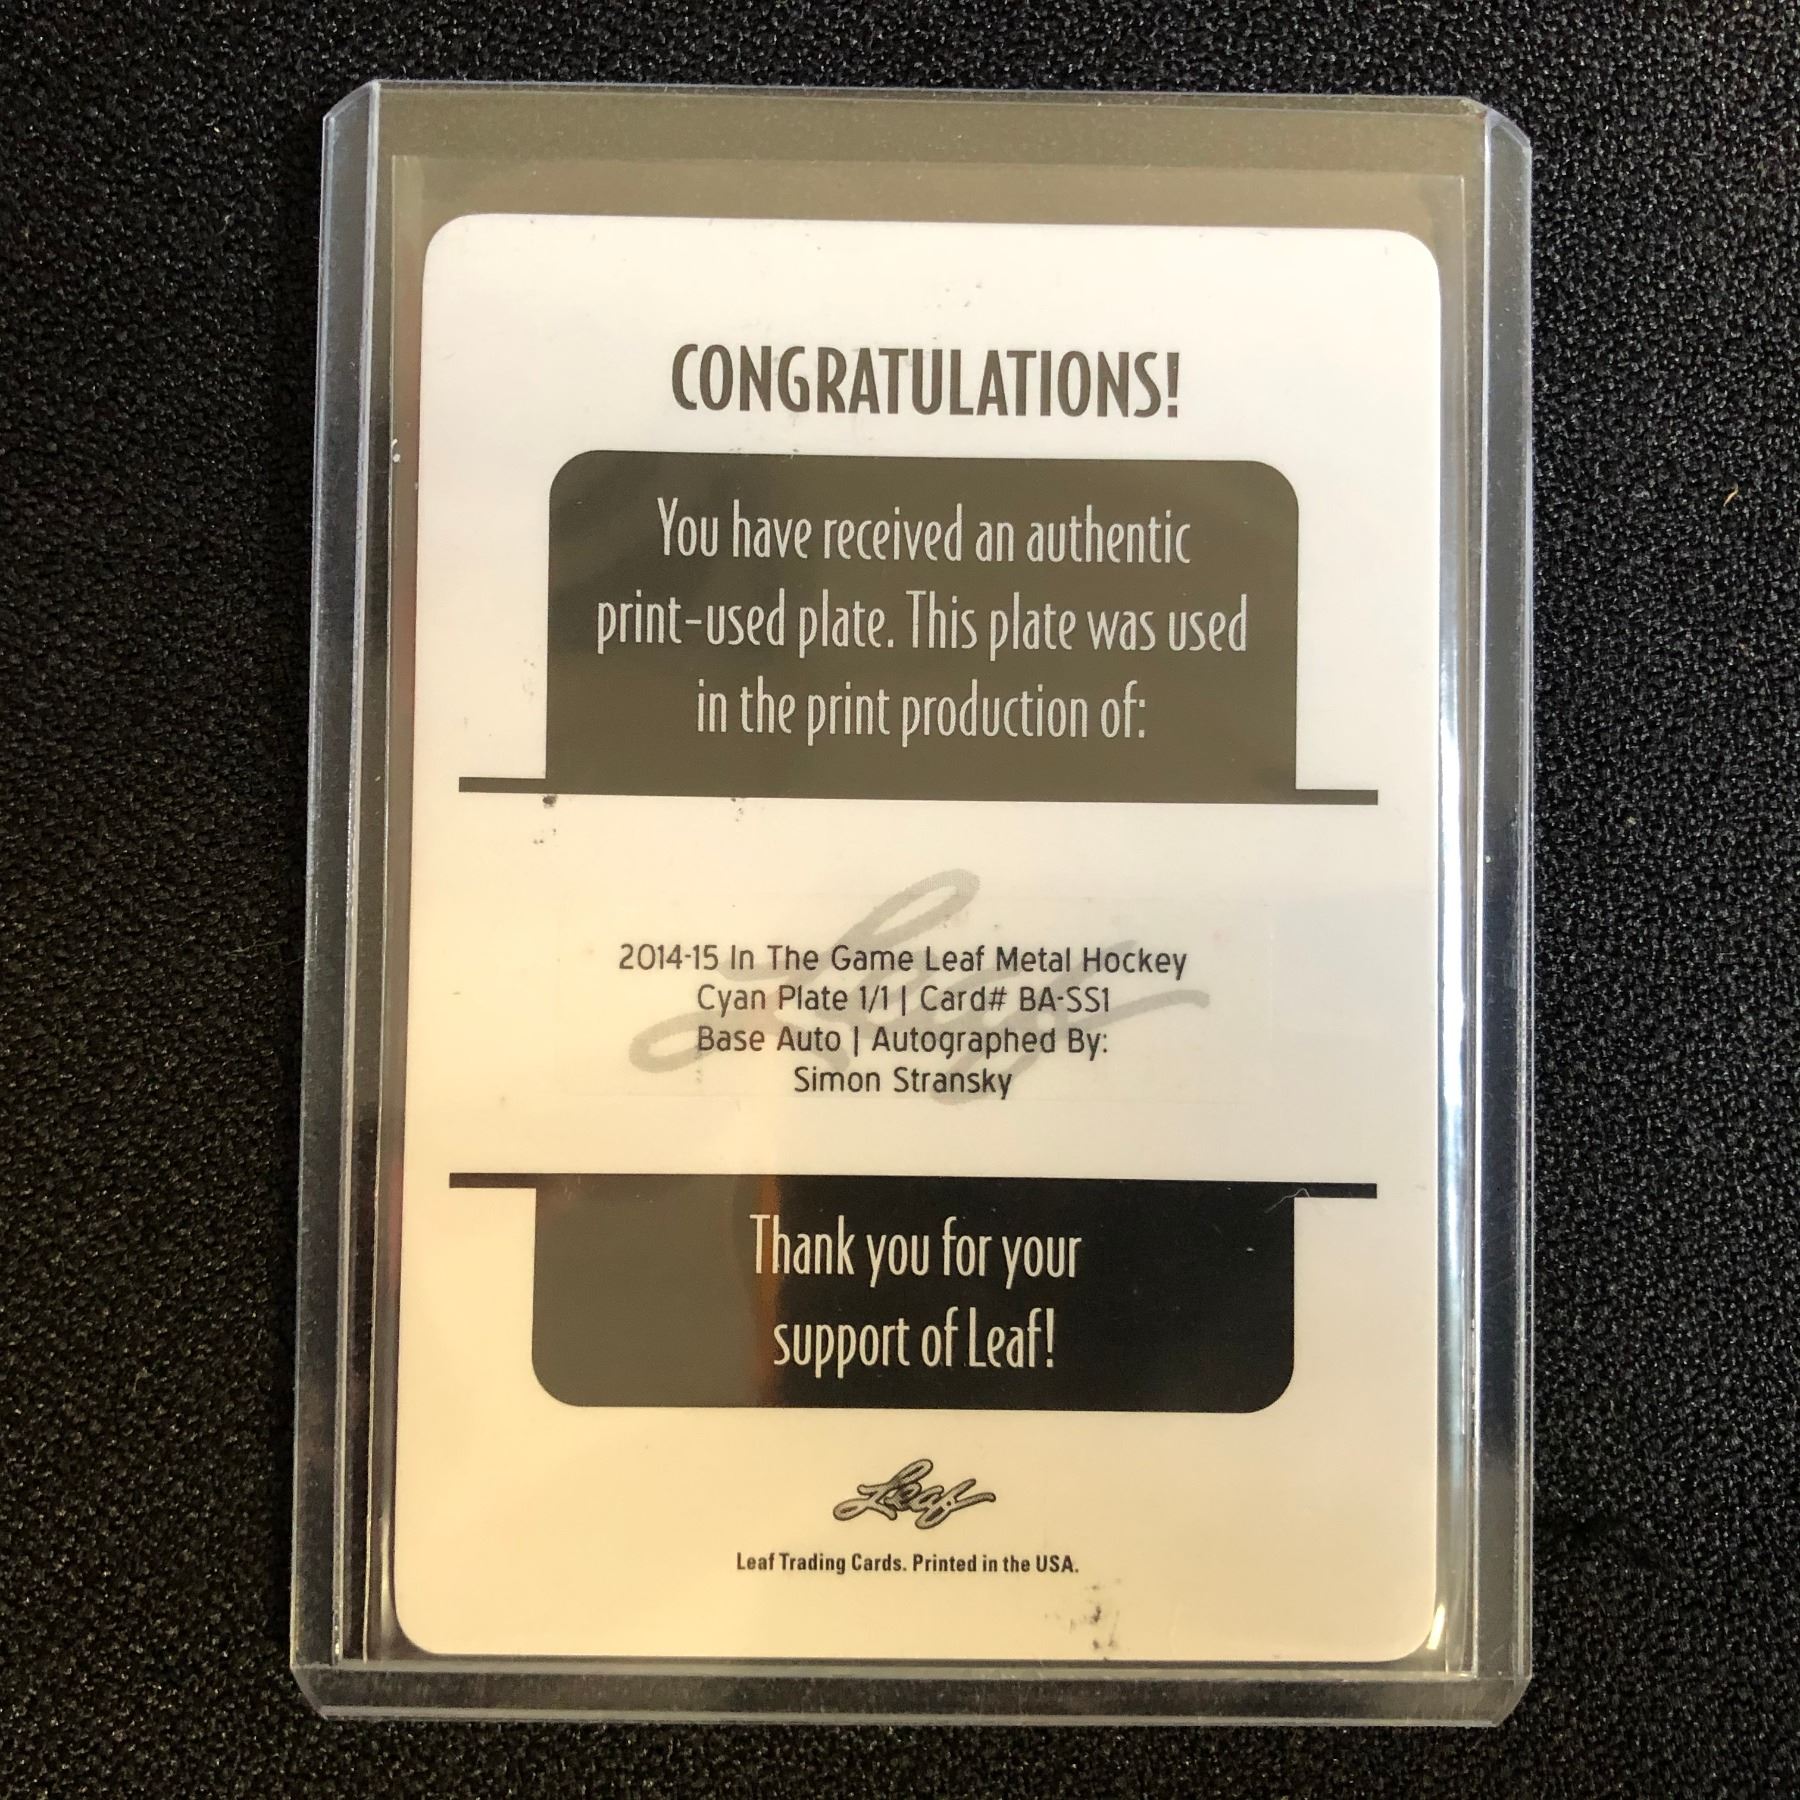 CONGRATULATIONS!
You have received an authentic
print-used plate. This plate was used
in the print production of:
2014-15 In The Game Leaf Metal Hockey
Cyan Plate 1/1 | Card# BA-SS1
Base Auto | Autographed By:
Simon Stransky
Thank you for your
support of Leaf!
Leaf
Leaf Trading Cards. Printed in the USA.